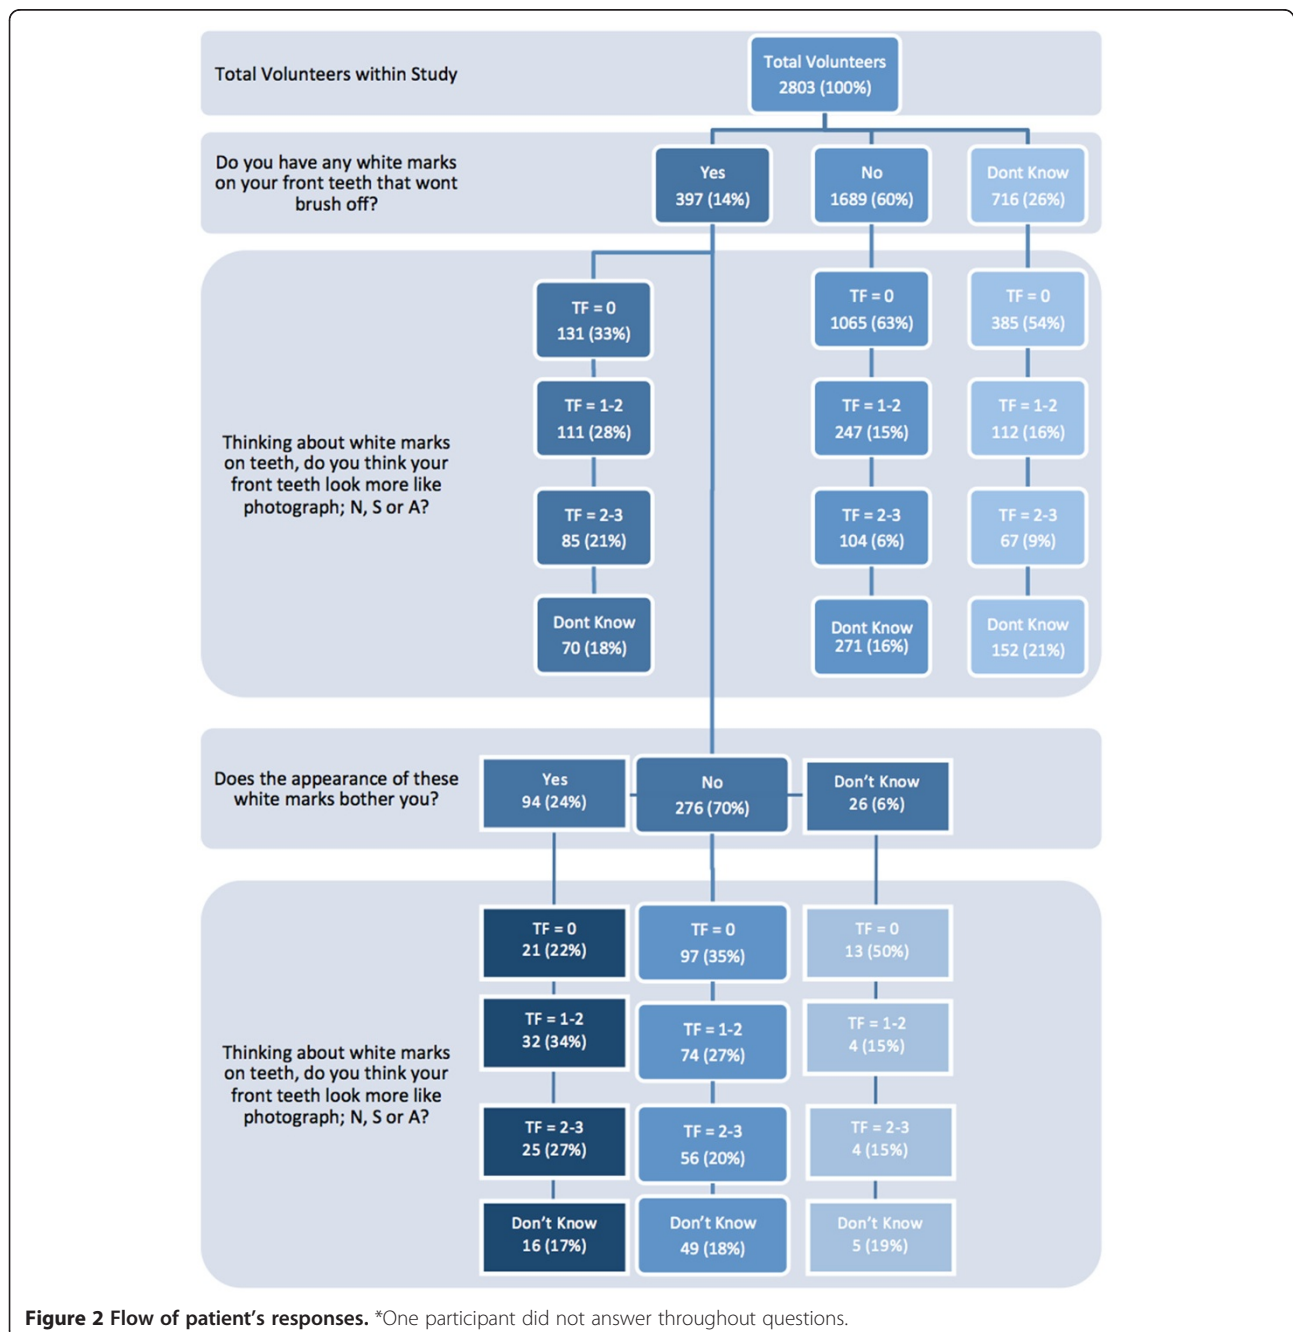 Total Volunteers within Study
Total Volunteers
2803 (100%)
Do you have any white marks
on your front teeth that wont
brush off?
Yes
397 (14%)
No
1689 (60%)
Dont Know
716 (26%)
Thinking about white marks
on teeth, do you think your
front teeth look more like
photograph; N, S or A?
TF = 0
131 (33%)
TF = 1-2
111 (28%)
TF = 2-3
85 (21%)
Dont Know
70 (18%)
TF = 0
1065 (63%)
TF = 1-2
247 (15%)
TF = 2-3
104 (6%)
Dont Know
271 (16%)
TF = 0
385 (54%)
TF = 1-2
112 (16%)
TF = 2-3
67 (9%)
Dont Know
152 (21%)
Does the appearance of these
white marks bother you?
Yes
94 (24%)
No
276 (70%)
Don't Know
26 (6%)
Thinking about white marks
on teeth, do you think your
front teeth look more like
photograph; N, S or A?
TF = 0
21 (22%)
TF = 1-2
32 (34%)
TF = 2-3
25 (27%)
Don't Know
16 (17%)
TF = 0
97 (35%)
TF = 1-2
74 (27%)
TF = 2-3
56 (20%)
Don't Know
49 (18%)
TF = 0
13 (50%)
TF = 1-2
4 (15%)
TF = 2-3
4 (15%)
Don't Know
5 (19%)
Figure 2 Flow of patient's responses. *One participant did not answer throughout questions.